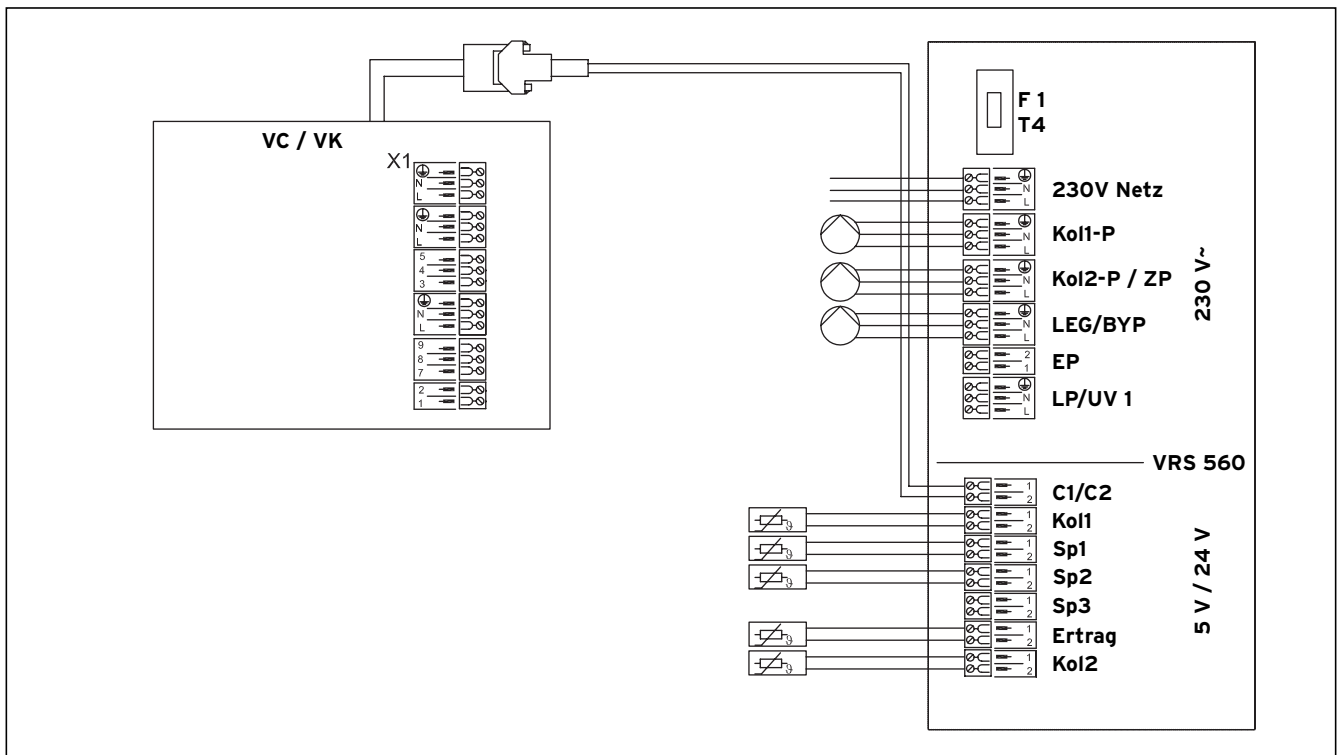 VC / VK
X1
⏚
N
L
⏚
N
L
5
4
3
⏚
N
L
9
8
7
2
1
F 1
T4
⏚
N
L
230V Netz
⏚
N
L
Kol1-P
⏚
N
L
Kol2-P / ZP
⏚
N
L
LEG/BYP
2
1
EP
⏚
N
L
LP/UV 1
230 V~
VRS 560
1
2
C1/C2
ϑ
1
2
Kol1
ϑ
1
2
Sp1
ϑ
1
2
Sp2
1
2
Sp3
ϑ
1
2
Ertrag
ϑ
1
2
Kol2
5 V / 24 V